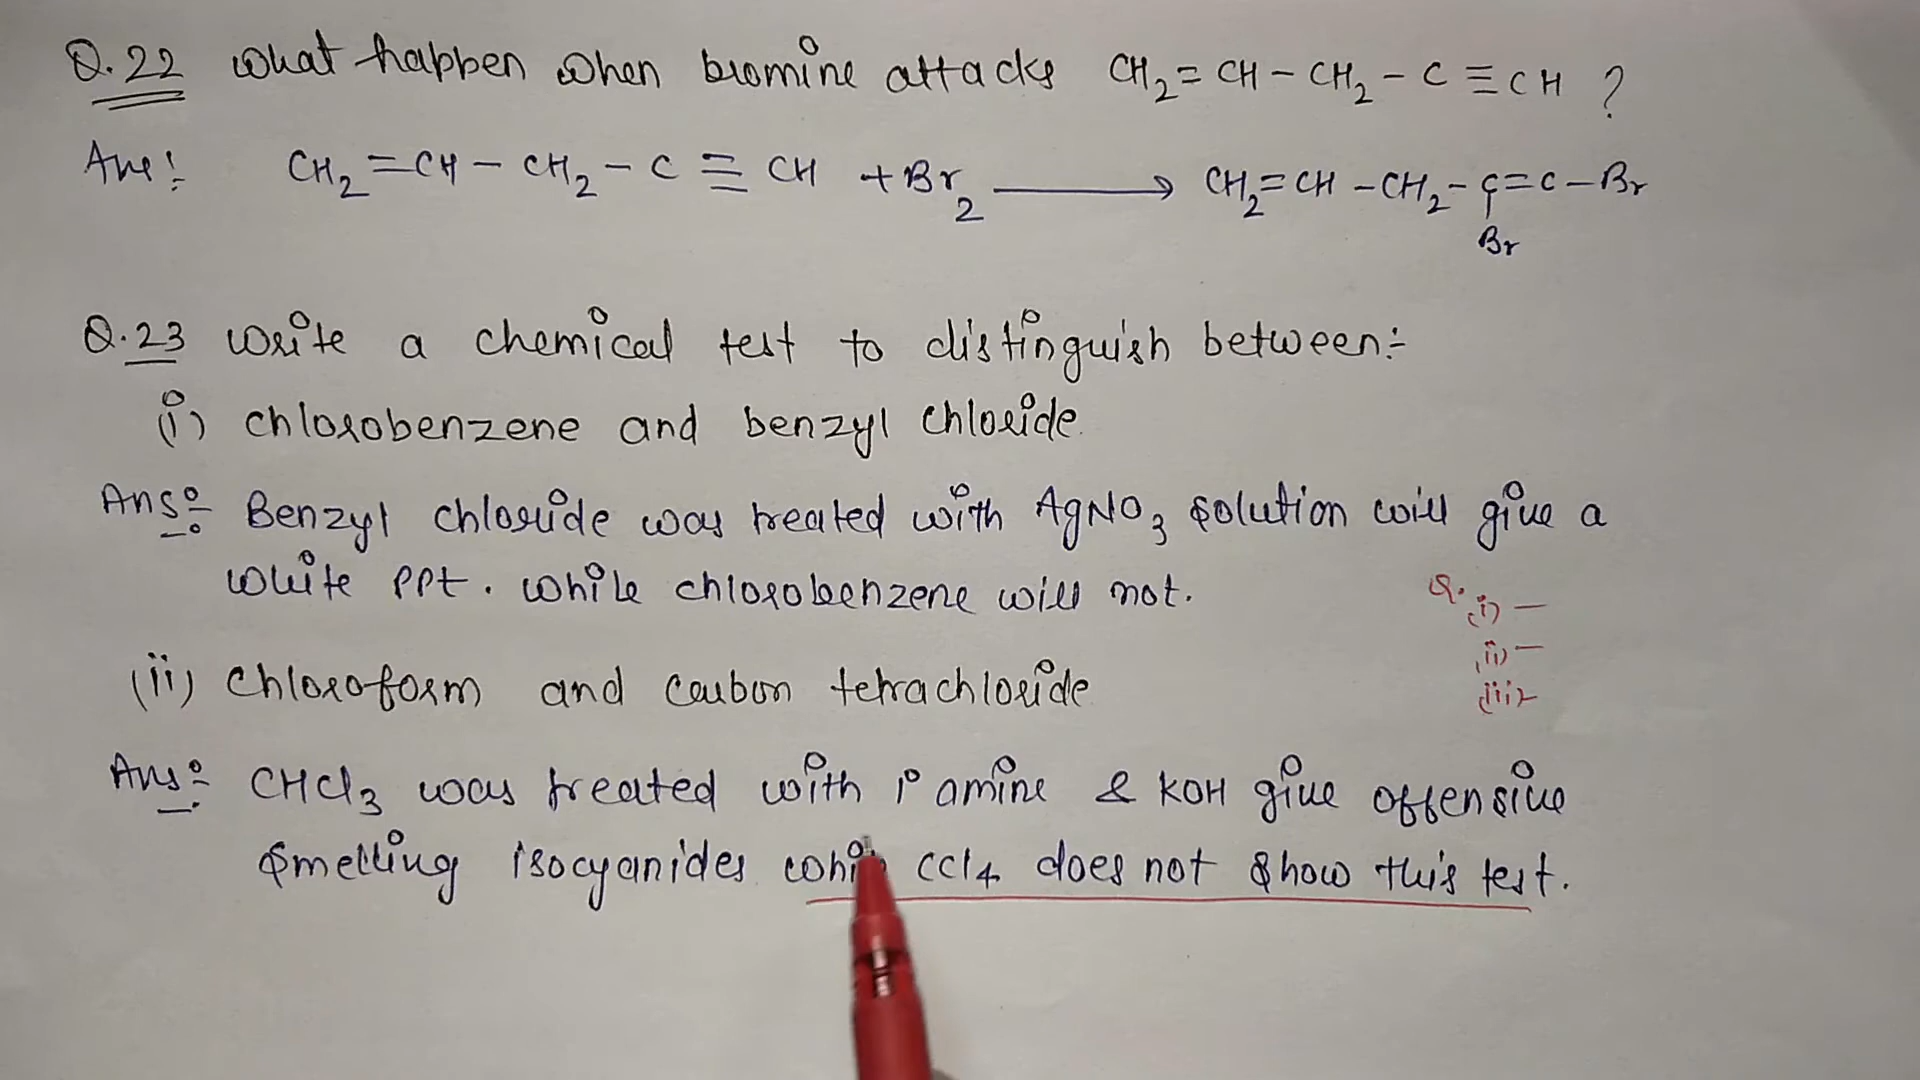 Q.22 What happen when bromine attacks CH₂=CH-CH₂-C≡CH ?
Ans: CH₂=CH-CH₂-C≡CH + Br₂ → CH₂=CH-CH₂-C=C-Br
Br
Q.23 Write a chemical test to distinguish between:-
(i) chlorobenzene and benzyl chloride.
Ans:- Benzyl chloride was treated with AgNO₃ solution will give a
white PPt. while chlorobenzene will not.
Q. (i) —
(ii) —
(iii)
(ii) Chloroform and carbon tetrachloride
Ans:- CHCl₃ was treated with 1° amine & KOH give offensive
smelling isocyanides CCl₄ does not show this test.